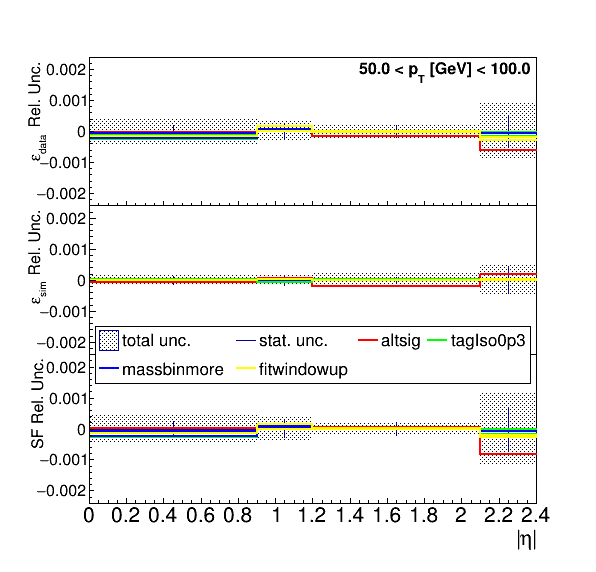 50.0 < p_T [GeV] < 100.0
ε_data Rel. Unc.
0.002
0.001
0
−0.001
−0.002
ε_sim Rel. Unc.
0.002
0.001
0
−0.001
−0.002
total unc. stat. unc. altsig tagIso0p3
massbinmore fitwindowup
SF Rel. Unc.
0.002
0.001
0
−0.001
−0.002
0 0.2 0.4 0.6 0.8 1 1.2 1.4 1.6 1.8 2 2.2 2.4
|η|